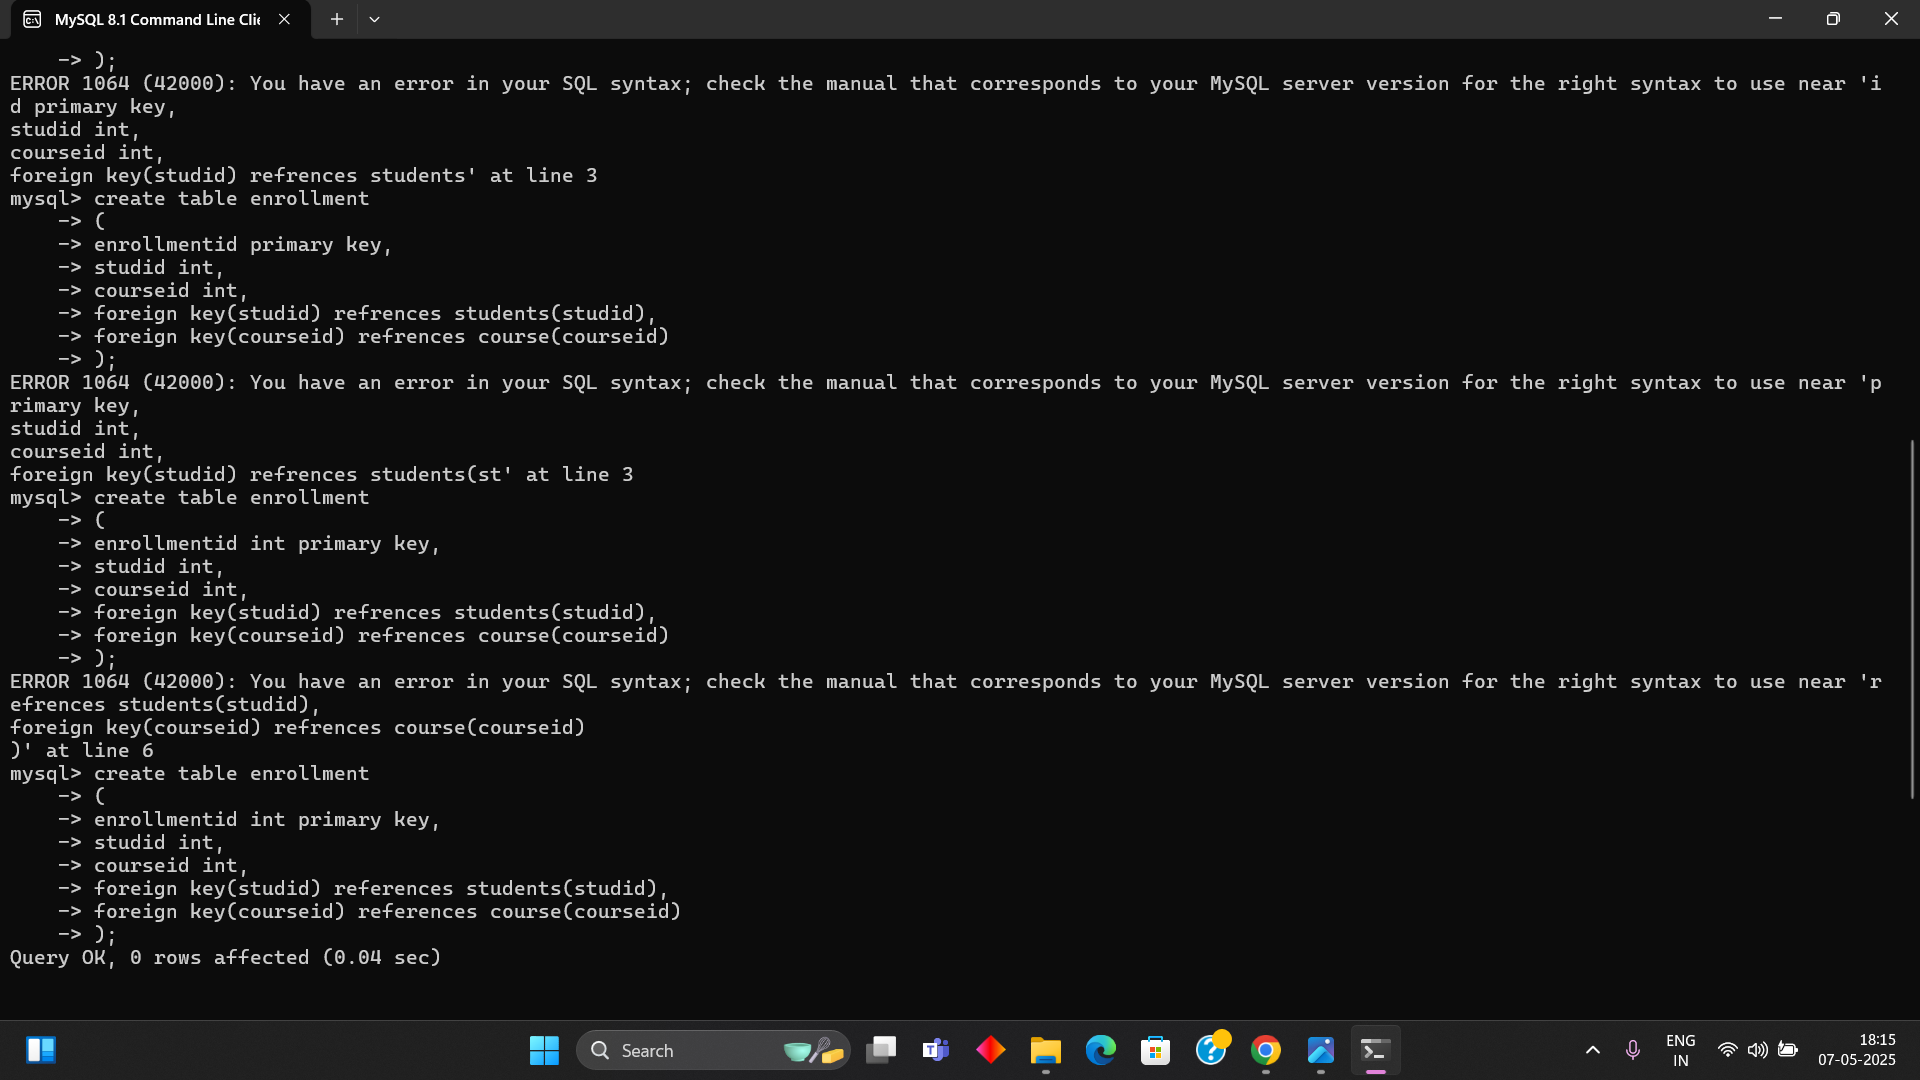 MySQL 8.1 Command Line Clie
-> );
ERROR 1064 (42000): You have an error in your SQL syntax; check the manual that corresponds to your MySQL server version for the right syntax to use near 'i
d primary key,
studid int,
courseid int,
foreign key(studid) refrences students' at line 3
mysql> create table enrollment
-> (
-> enrollmentid primary key,
-> studid int,
-> courseid int,
-> foreign key(studid) refrences students(studid),
-> foreign key(courseid) refrences course(courseid)
-> );
ERROR 1064 (42000): You have an error in your SQL syntax; check the manual that corresponds to your MySQL server version for the right syntax to use near 'p
rimary key,
studid int,
courseid int,
foreign key(studid) refrences students(st' at line 3
mysql> create table enrollment
-> (
-> enrollmentid int primary key,
-> studid int,
-> courseid int,
-> foreign key(studid) refrences students(studid),
-> foreign key(courseid) refrences course(courseid)
-> );
ERROR 1064 (42000): You have an error in your SQL syntax; check the manual that corresponds to your MySQL server version for the right syntax to use near 'r
efrences students(studid),
foreign key(courseid) refrences course(courseid)
)' at line 6
mysql> create table enrollment
-> (
-> enrollmentid int primary key,
-> studid int,
-> courseid int,
-> foreign key(studid) references students(studid),
-> foreign key(courseid) references course(courseid)
-> );
Query OK, 0 rows affected (0.04 sec)
Search
ENG
IN
18:15
07-05-2025